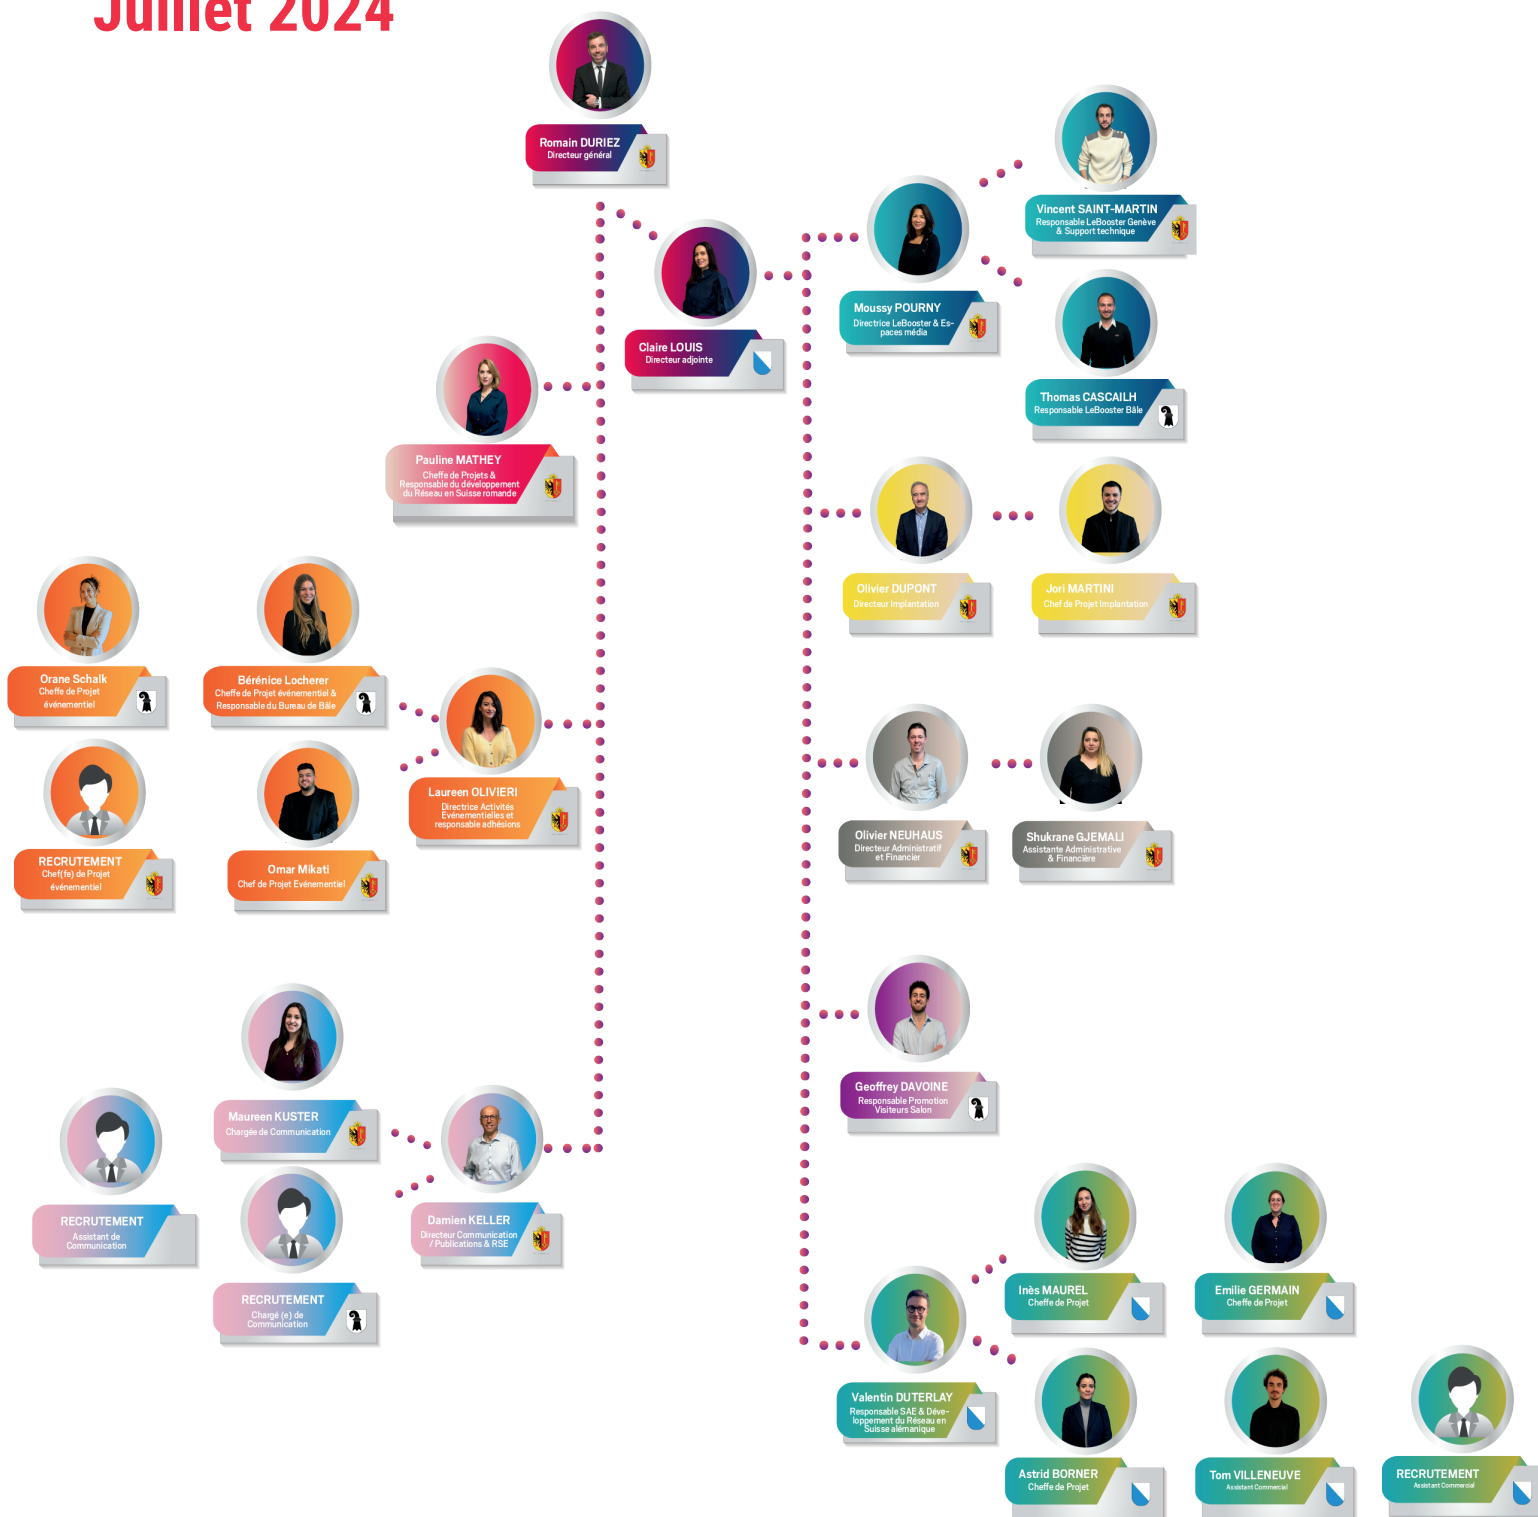 Juillet 2024
Romain DURIEZ
Directeur général
Claire LOUIS
Directeur adjointe
Pauline MATHEY
Cheffe de Projets &
Responsable du développement
du Réseau en Suisse romande
Moussy POURNY
Directrice LeBooster & Es-
paces média
Vincent SAINT-MARTIN
Responsable LeBooster Genève
& Support technique
Thomas CASCAILH
Responsable LeBooster Bâle
Olivier DUPONT
Directeur Implantation
Jori MARTINI
Chef de Projet Implantation
Orane Schalk
Cheffe de Projet
événementiel
Bérénice Locherer
Cheffe de Projet événementiel &
Responsable du Bureau de Bâle
Laureen OLIVIERI
Directrice Activités
Evénementielles et
responsable adhésions
RECRUTEMENT
Chef(fe) de Projet
événementiel
Omar Mikati
Chef de Projet Evénementiel
Olivier NEUHAUS
Directeur Administratif
et Financier
Shukrane GJEMALI
Assistante Administrative
& Financière
Geoffrey DAVOINE
Responsable Promotion
Visiteurs Salon
Maureen KUSTER
Chargée de Communication
RECRUTEMENT
Assistant de
Communication
Damien KELLER
Directeur Communication
/ Publications & RSE
RECRUTEMENT
Chargé (e) de
Communication
Valentin DUTERLAY
Responsable SAE & Déve-
loppement du Réseau en
Suisse alémanique
Inès MAUREL
Cheffe de Projet
Emilie GERMAIN
Cheffe de Projet
Astrid BORNER
Cheffe de Projet
Tom VILLENEUVE
Assistant Commercial
RECRUTEMENT
Assistant Commercial